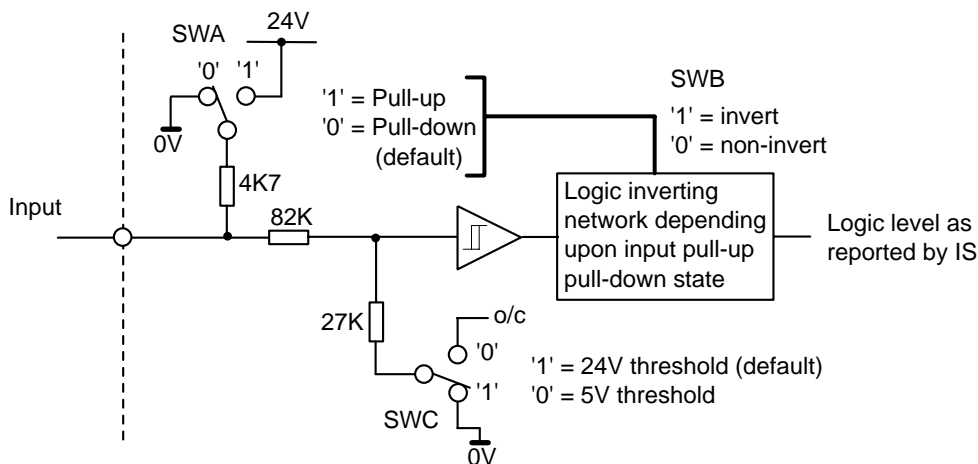 24V
SWA
'0'
'1'
0V
4K7
Input
82K
'1' = Pull-up
'0' = Pull-down
(default)
SWB
'1' = invert
'0' = non-invert
Logic inverting
network depending
upon input pull-up
pull-down state
Logic level as
reported by IS
27K
o/c
'0'
'1'
SWC
0V
'1' = 24V threshold (default)
'0' = 5V threshold